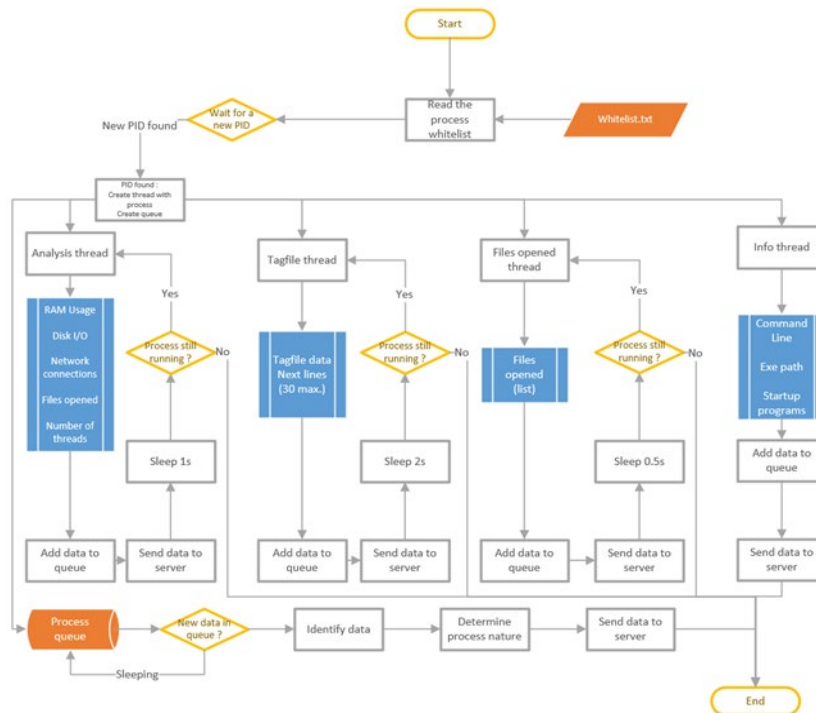 Start
Read the
process
whitelist
Whitelist.txt
Wait for a
new PID
New PID found
PID found :
Create thread with
process
Create queue
Analysis thread
Tagfile thread
Files opened
thread
Info thread
Yes
Yes
Yes
RAM Usage
Disk I/O
Network
connections
Files opened
Number of
threads
Process still
running ?
No
Tagfile data
Next lines
(30 max.)
Process still
running ?
No
Files
opened
(list)
Process still
running ?
No
Command
Line
Exe path
Startup
programs
Sleep 1s
Sleep 2s
Sleep 0.5s
Add data to
queue
Add data to
queue
Send data to
server
Add data to
queue
Send data to
server
Add data to
queue
Send data to
server
Send data to
server
Process
queue
New data in
queue ?
Identify data
Determine
process nature
Send data to
server
Sleeping
End